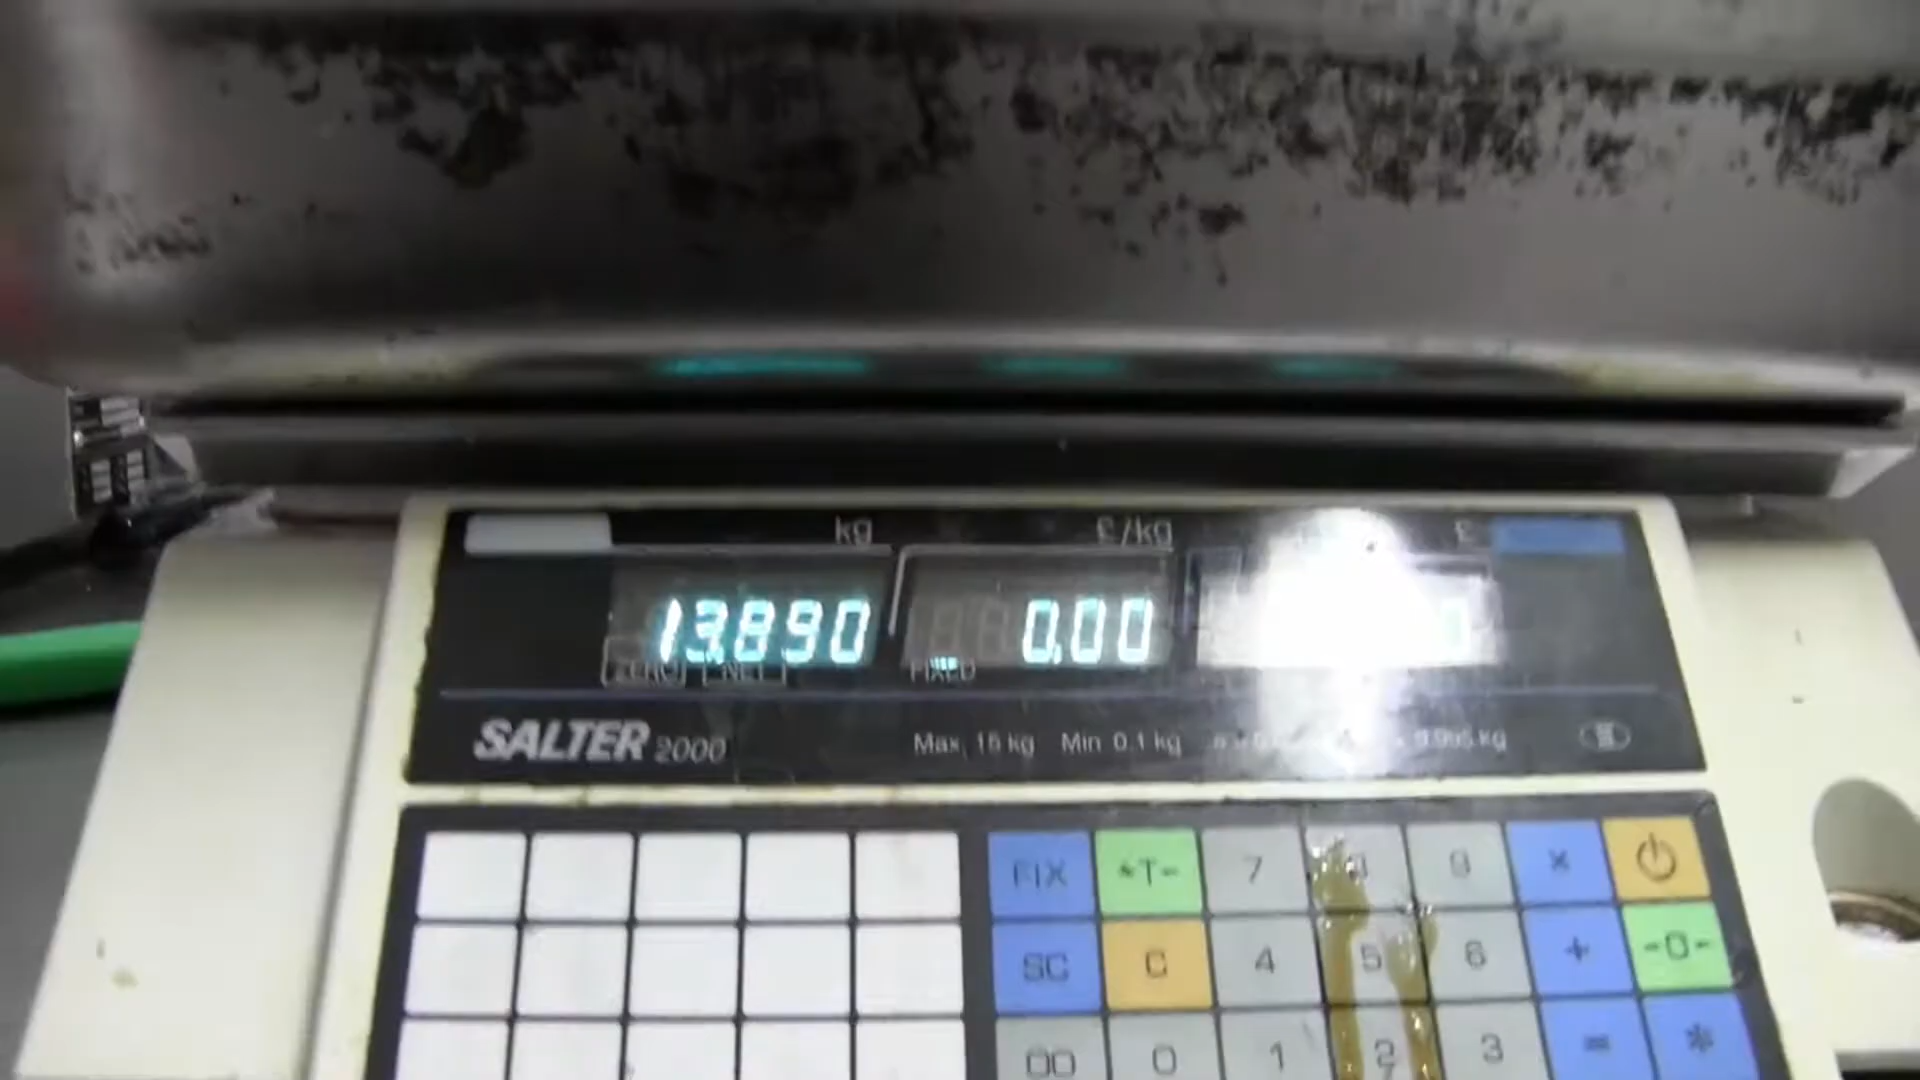 kg £/kg £
13.890 0.00
ZERO NET FIXED
SALTER 2000 Max 15 kg Min 0.1 kg
FIX *T- 7 8 9 ×
SC C 4 5 6 + -0-
00 0 1 2 3 = *